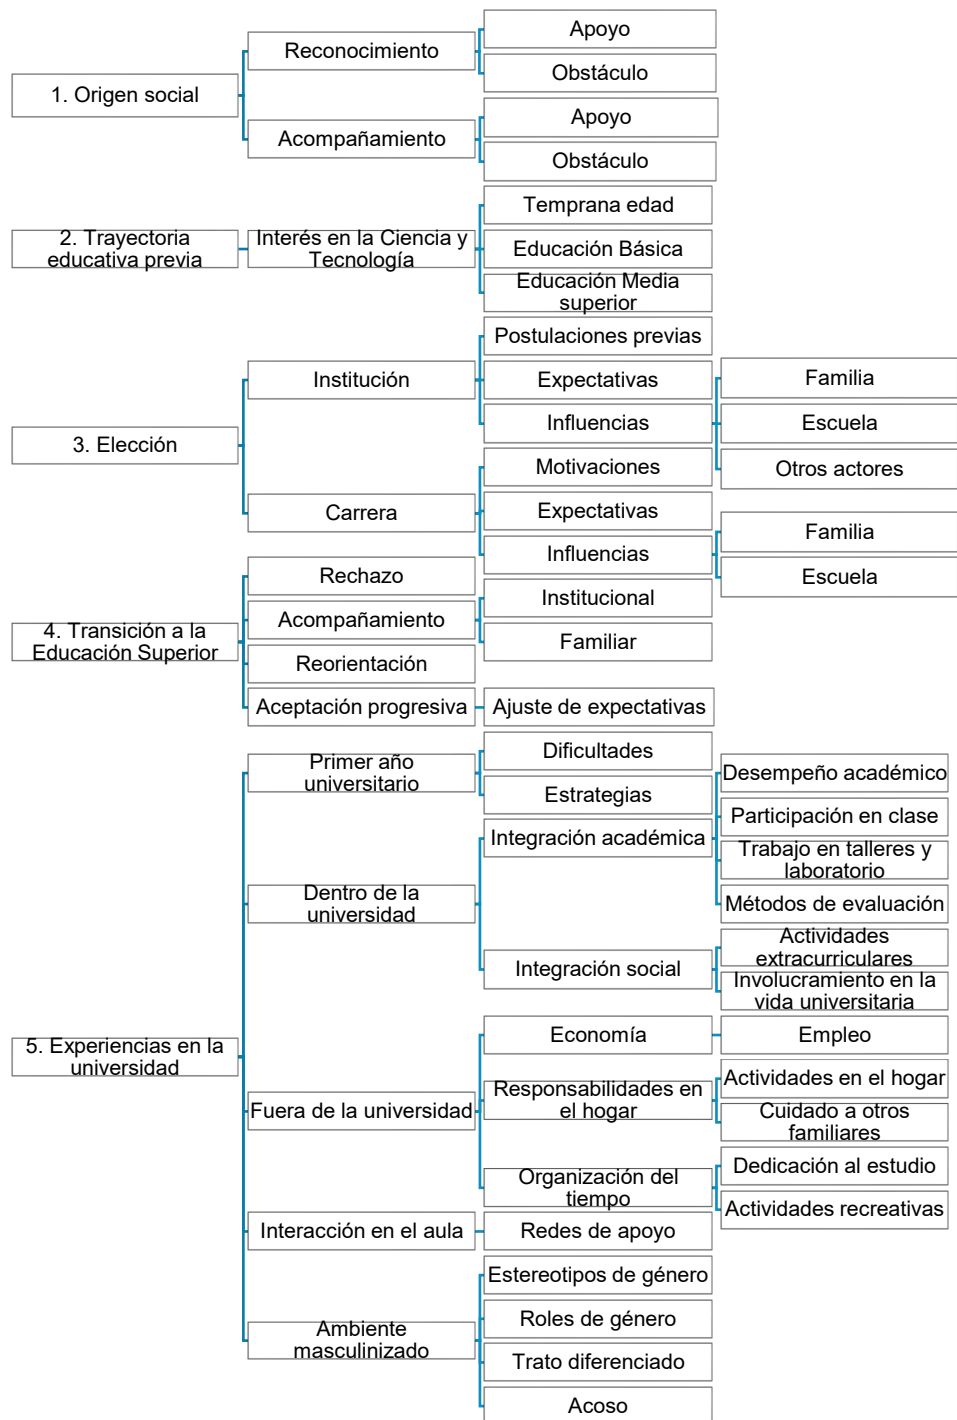 1. Origen social
Reconocimiento
Apoyo
Obstáculo
Acompañamiento
Apoyo
Obstáculo
2. Trayectoria
educativa previa
Interés en la Ciencia y
Tecnología
Temprana edad
Educación Básica
Educación Media
superior
3. Elección
Institución
Postulaciones previas
Expectativas
Influencias
Familia
Escuela
Otros actores
Carrera
Motivaciones
Expectativas
Influencias
Familia
Escuela
4. Transición a la
Educación Superior
Rechazo
Acompañamiento
Institucional
Familiar
Reorientación
Aceptación progresiva
Ajuste de expectativas
5. Experiencias en la
universidad
Primer año
universitario
Dificultades
Estrategias
Dentro de la
universidad
Integración académica
Desempeño académico
Participación en clase
Trabajo en talleres y
laboratorio
Métodos de evaluación
Integración social
Actividades
extracurriculares
Involucramiento en la
vida universitaria
Fuera de la universidad
Economía
Empleo
Responsabilidades en
el hogar
Actividades en el hogar
Cuidado a otros
familiares
Organización del
tiempo
Dedicación al estudio
Actividades recreativas
Interacción en el aula
Redes de apoyo
Ambiente
masculinizado
Estereotipos de género
Roles de género
Trato diferenciado
Acoso